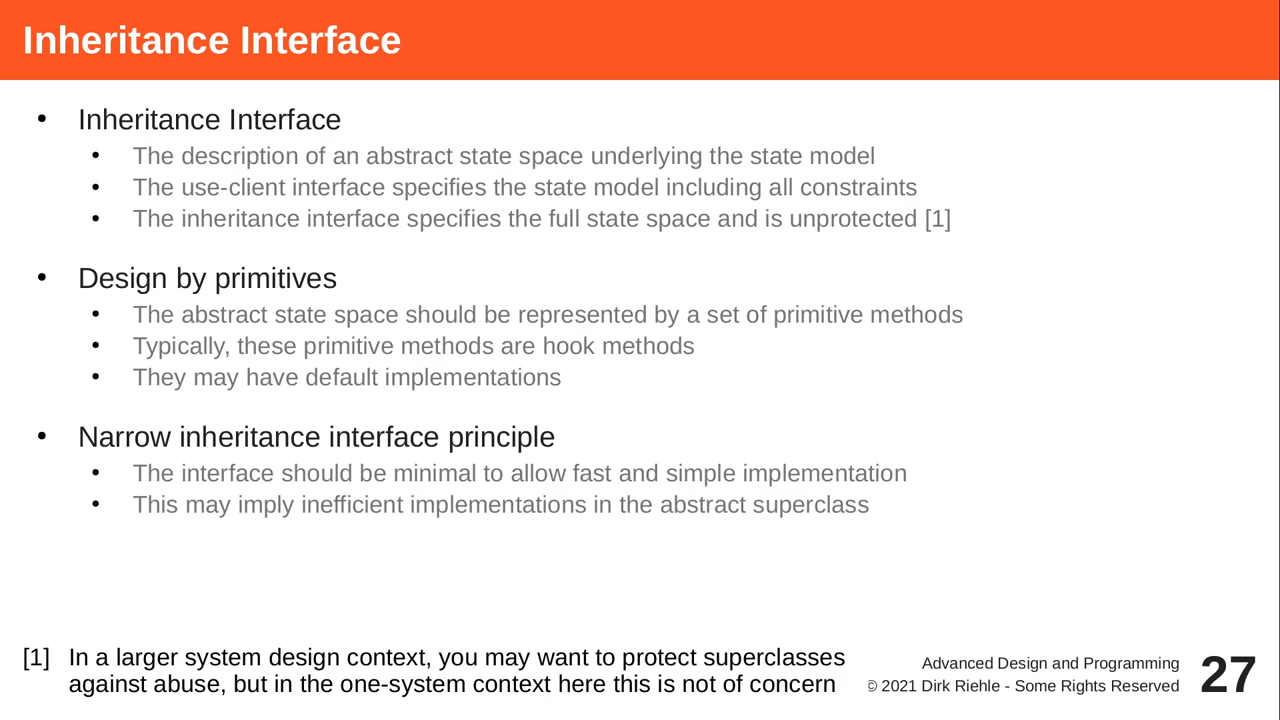 Inheritance Interface
• Inheritance Interface
• The description of an abstract state space underlying the state model
• The use-client interface specifies the state model including all constraints
• The inheritance interface specifies the full state space and is unprotected [1]
• Design by primitives
• The abstract state space should be represented by a set of primitive methods
• Typically, these primitive methods are hook methods
• They may have default implementations
• Narrow inheritance interface principle
• The interface should be minimal to allow fast and simple implementation
• This may imply inefficient implementations in the abstract superclass
[1] In a larger system design context, you may want to protect superclasses
against abuse, but in the one-system context here this is not of concern
Advanced Design and Programming
© 2021 Dirk Riehle - Some Rights Reserved
27